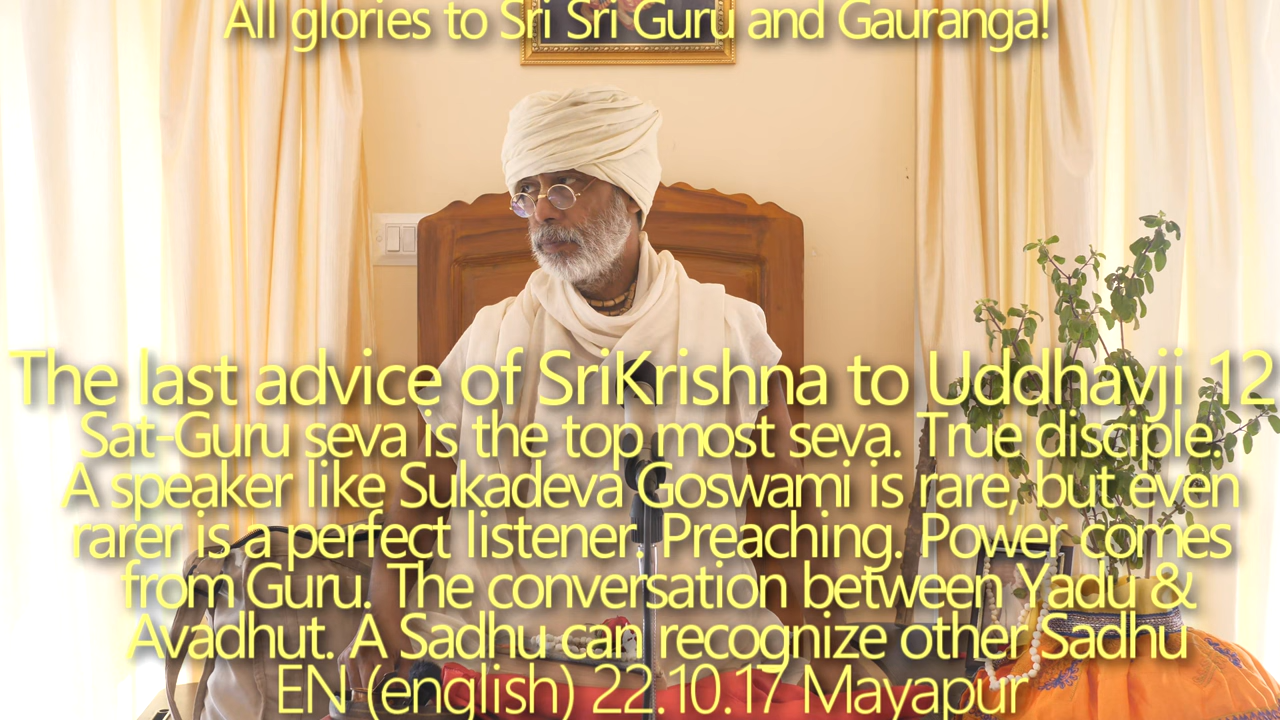 All glories to Sri Sri Guru and Gauranga!
The last advice of SriKrishna to Uddhavji 12
Sat-Guru seva is the top most seva. True disciple.
A speaker like Sukadeva Goswami is rare, but even
rarer is a perfect listener. Preaching. Power comes
from Guru. The conversation between Yadu &
Avadhut. A Sadhu can recognize other Sadhu
EN (english) 22.10.17 Mayapur